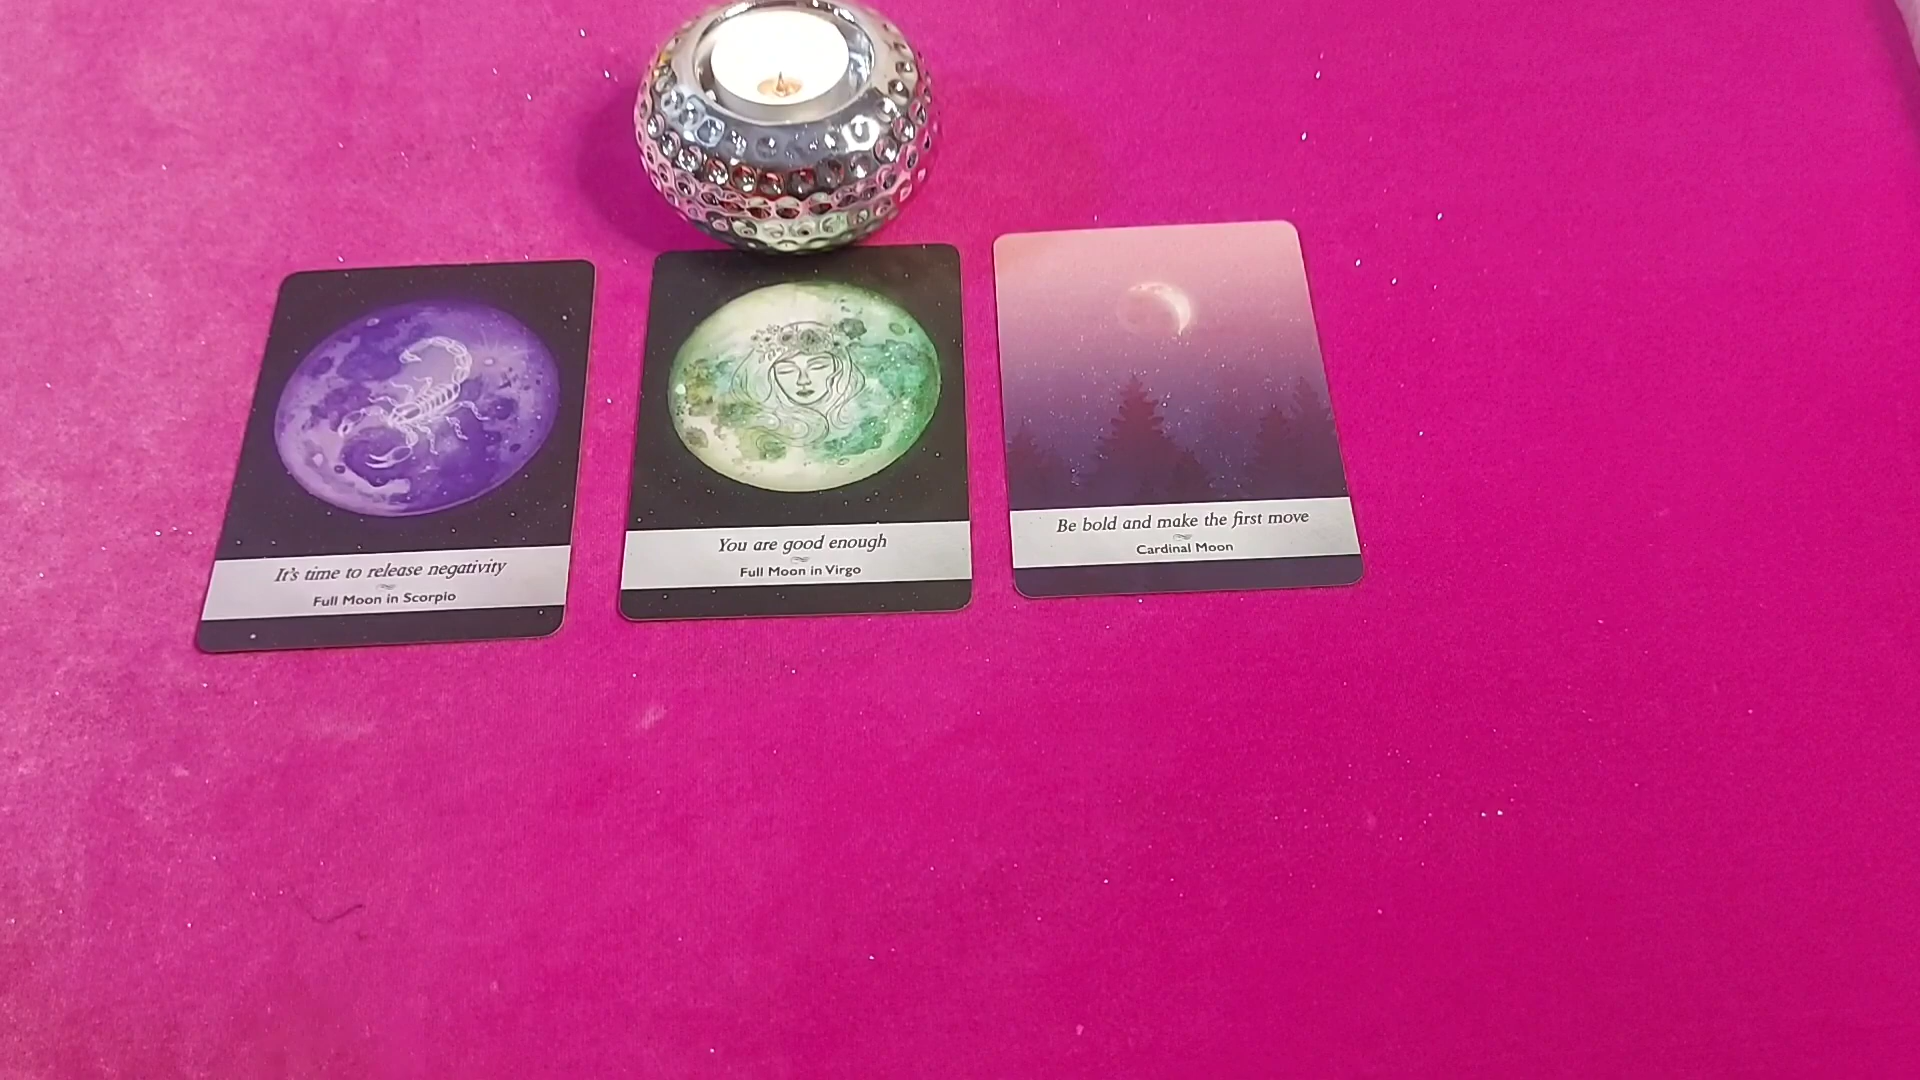 It's time to release negativity
Full Moon in Scorpio
You are good enough
Full Moon in Virgo
Be bold and make the first move
Cardinal Moon